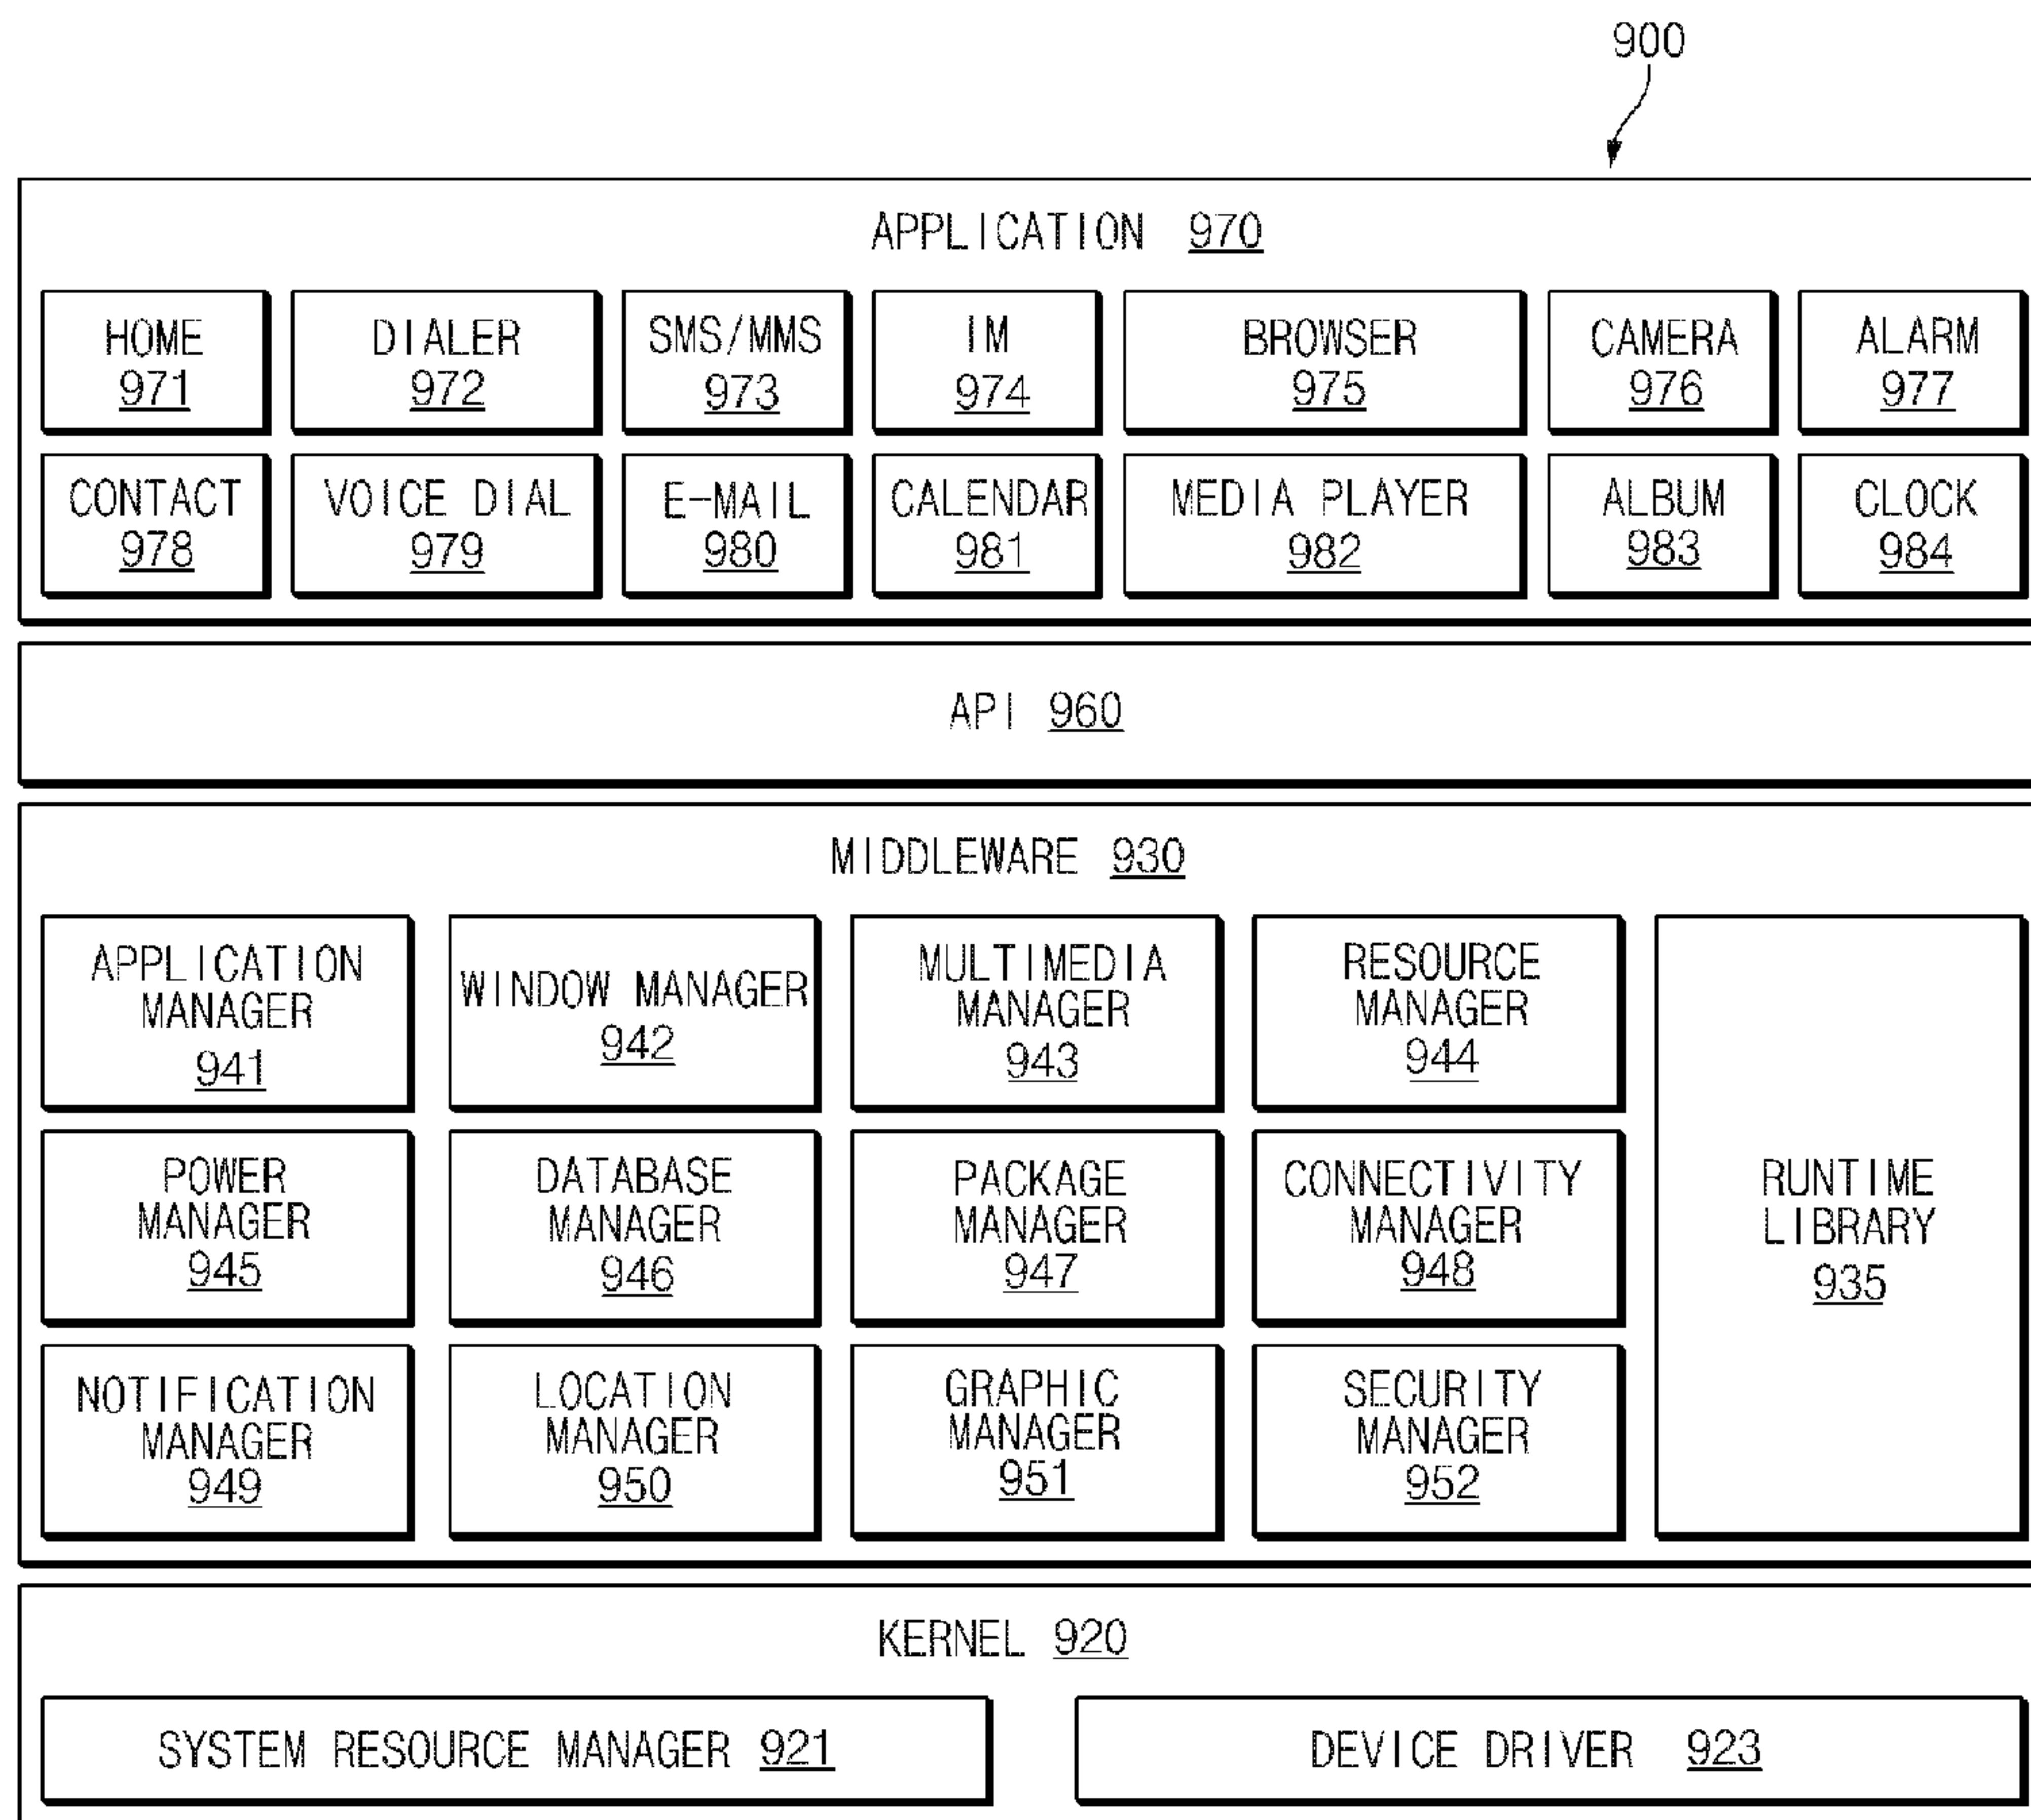 900
APPLICATION 970
HOME
971
DIALER
972
SMS/MMS
973
IM
974
BROWSER
975
CAMERA
976
ALARM
977
CONTACT
978
VOICE DIAL
979
E-MAIL
980
CALENDAR
981
MEDIA PLAYER
982
ALBUM
983
CLOCK
984
API 960
MIDDLEWARE 930
APPLICATION
MANAGER
941
WINDOW MANAGER
942
MULTIMEDIA
MANAGER
943
RESOURCE
MANAGER
944
POWER
MANAGER
945
DATABASE
MANAGER
946
PACKAGE
MANAGER
947
CONNECTIVITY
MANAGER
948
RUNTIME
LIBRARY
935
NOTIFICATION
MANAGER
949
LOCATION
MANAGER
950
GRAPHIC
MANAGER
951
SECURITY
MANAGER
952
KERNEL 920
SYSTEM RESOURCE MANAGER 921
DEVICE DRIVER 923